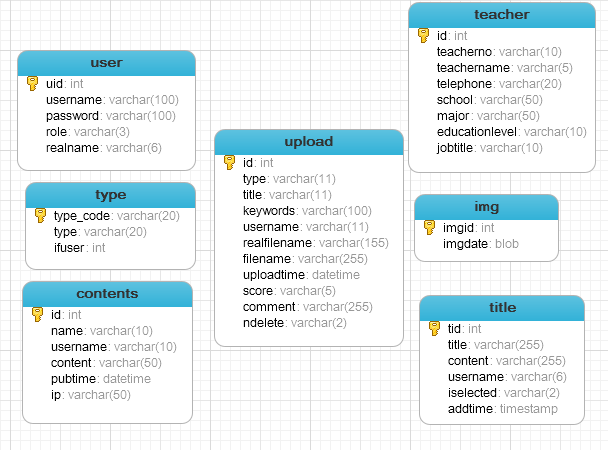 user
uid: int
username: varchar(100)
password: varchar(100)
role: varchar(3)
realname: varchar(6)
type
type_code: varchar(20)
type: varchar(20)
ifuser: int
contents
id: int
name: varchar(10)
username: varchar(10)
content: varchar(50)
pubtime: datetime
ip: varchar(50)
upload
id: int
type: varchar(11)
title: varchar(11)
keywords: varchar(100)
username: varchar(11)
realfilename: varchar(155)
filename: varchar(255)
uploadtime: datetime
score: varchar(5)
comment: varchar(255)
ndelete: varchar(2)
teacher
id: int
teacherno: varchar(10)
teachername: varchar(5)
telephone: varchar(20)
school: varchar(50)
major: varchar(50)
educationlevel: varchar(10)
jobtitle: varchar(10)
img
imgid: int
imgdate: blob
title
tid: int
title: varchar(255)
content: varchar(255)
username: varchar(6)
iselected: varchar(2)
addtime: timestamp